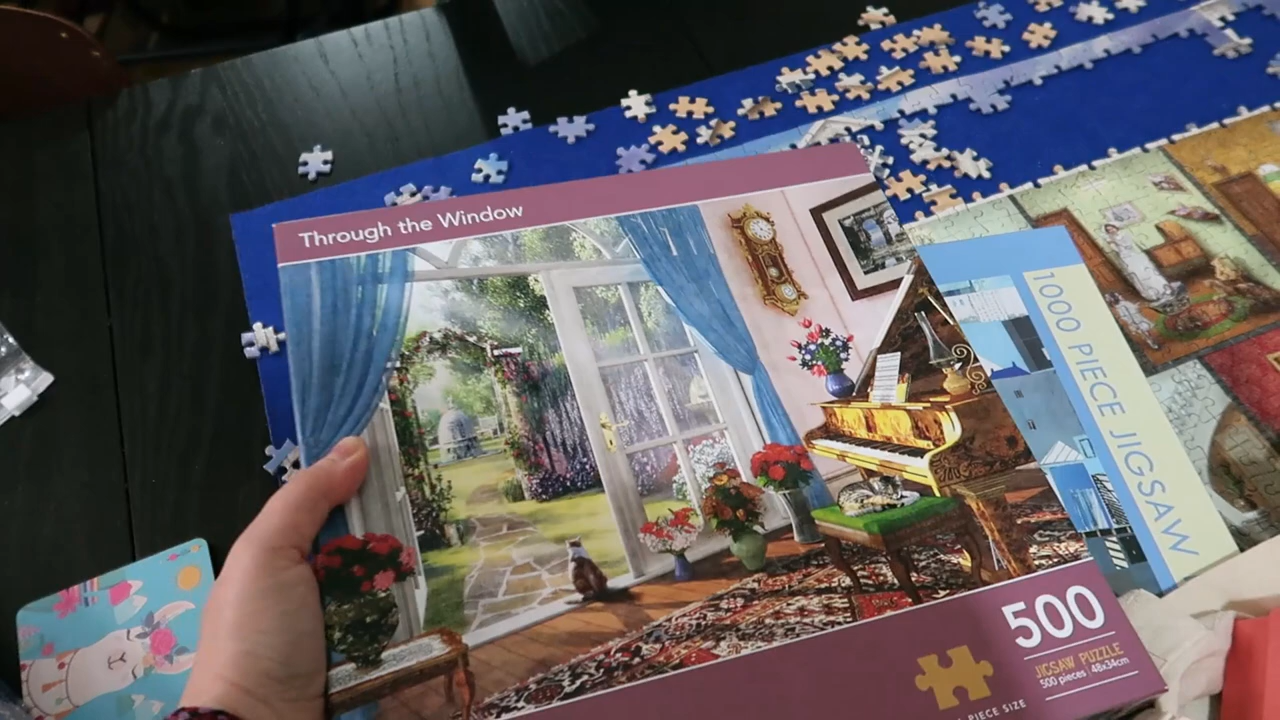 Through the Window
1000 PIECE JIGSAW
500
JIGSAW PUZZLE
500 pieces | 48x34cm
PIECE SIZE